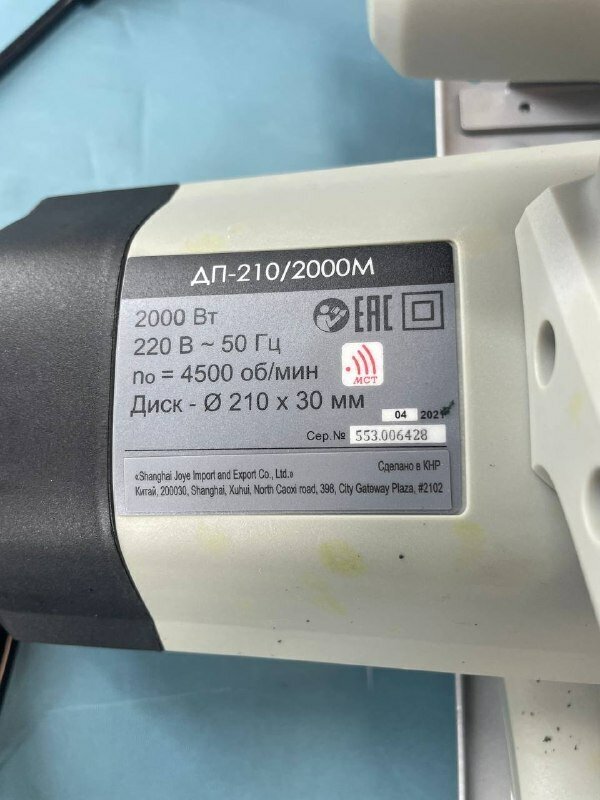 ДП-210/2000М
2000 Вт
EAC
220 В ~ 50 Гц
no = 4500 об/мин
МСТ
Диск - Ø 210 х 30 мм
04 2021
Сер.№ 553.006428
Сделано в КНР
«Shanghai Joye Import and Export Co., Ltd.»
Китай, 200030, Shanghai, Xuhui, North Caoxi road, 398, City Gateway Plaza, #2102